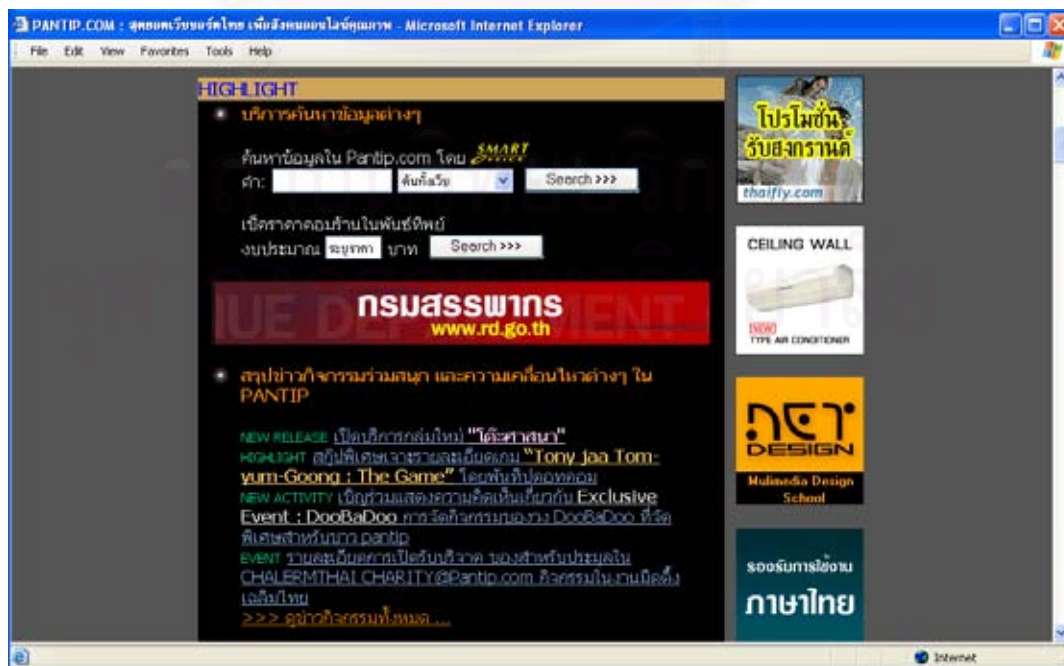 PANTIP.COM : สุดยอดเว็บบอร์ดไทย เพื่อสังคมออนไลน์คุณภาพ - Microsoft Internet Explorer
File Edit View Favorites Tools Help
HIGHLIGHT
บริการค้นหาข้อมูลต่างๆ
ค้นหาข้อมูลใน Pantip.com โดย SMART
คำ: ค้นทั้งเว็บ Search >>>
เช็คราคาคอมร้านในพันธ์ทิพย์
งบประมาณ ระบุราคา บาท Search >>>
กรมสรรพากร
www.rd.go.th
สรุปข่าวกิจกรรมร่วมสนุก และความเคลื่อนไหวต่างๆ ใน
PANTIP
NEW RELEASE เปิดบริการกลุ่มใหม่ "โต๊ะศาสนา"
HIGHLIGHT สกู๊ปพิเศษเจาะรายละเอียดเกม "Tony jaa Tom-
yum-Goong : The Game" โดยพันทิปดอทคอม
NEW ACTIVITY เชิญร่วมแสดงความคิดเห็นเกี่ยวกับ Exclusive
Event : DooBaDoo การจัดกิจกรรมของวง DooBaDoo ที่จัด
พิเศษสำหรับชาว pantip
EVENT รายละเอียดการเปิดรับบริจาค ของสำหรับประมูลใน
CHALERMTHAI CHARITY@Pantip.com กิจกรรมในงานมีตติ้ง
เฉลิมไทย
>>> ดูข่าวกิจกรรมทั้งหมด ...
โปรโมชั่น
รับสงกรานต์
thaifly.com
CEILING WALL
NEW
TYPE AIR CONDITIONER
NET
DESIGN
Mulimedia Design
School
รองรับการใช้งาน
ภาษาไทย
Internet